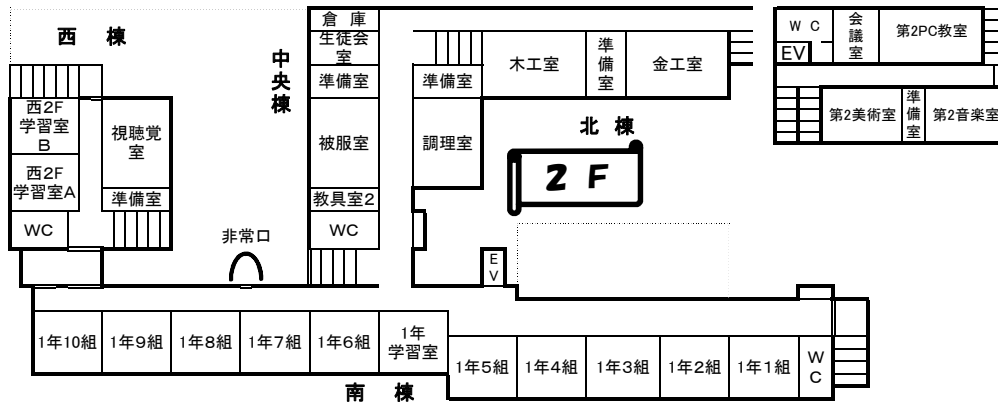 西 棟
西2F
学習室
B
西2F
学習室A
WC
視聴覚
室
準備室
非常口
中央棟
倉 庫
生徒会
室
準備室
被服室
教具室2
WC
準備室
調理室
木工室
準備室
金工室
北 棟
2 F
EV
W C
EV
会議室
第2PC教室
第2美術室
準備室
第2音楽室
1年10組
1年9組
1年8組
1年7組
1年6組
1年
学習室
1年5組
1年4組
1年3組
1年2組
1年1組
WC
南 棟